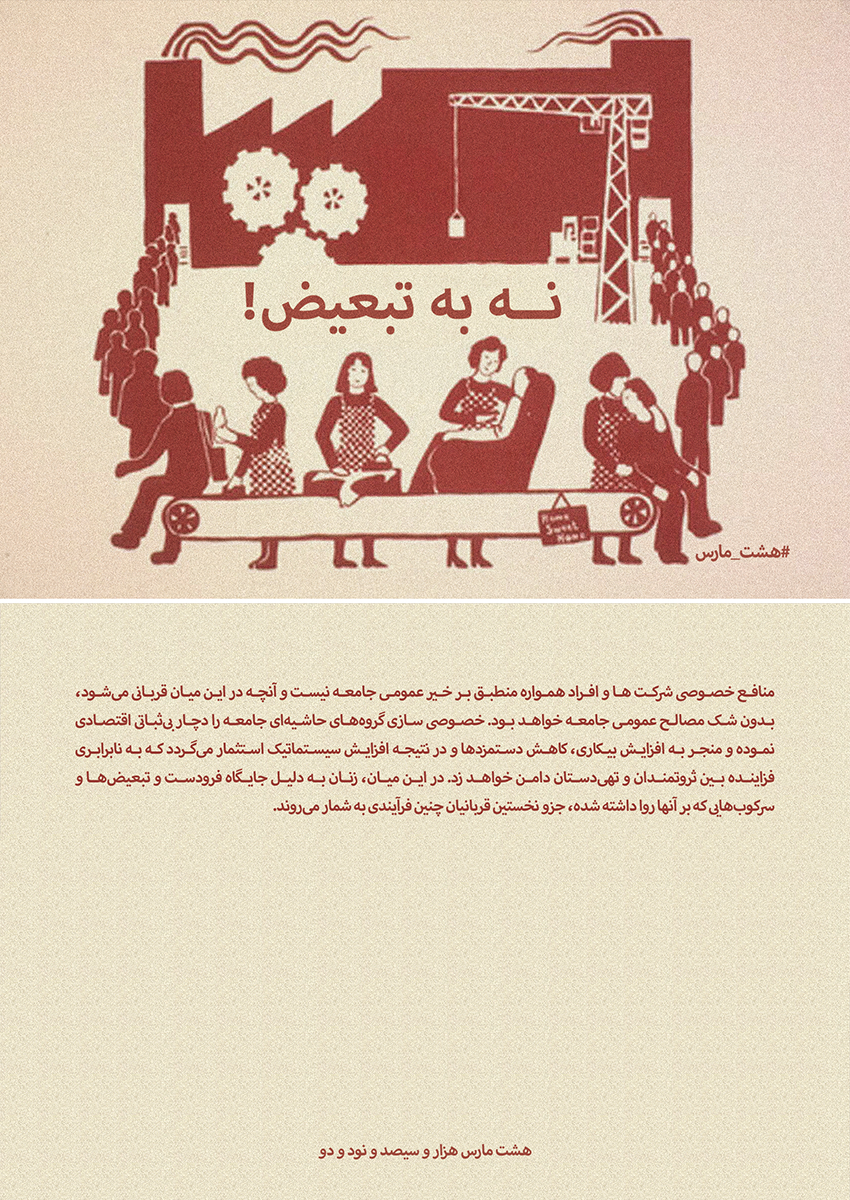 نــه به تبعیض!
Home
Sweet
Home
#هشت_مارس
منافع خصوصی شرکت ها و افراد همواره منطبق بر خیر عمومی جامعه نیست و آنچه در این میان قربانی می‌شود،
بدون شک مصالح عمومی جامعه خواهد بود. خصوصی سازی گروه‌های حاشیه‌ای جامعه را دچار بی‌ثباتی اقتصادی
نموده و منجر به افزایش بیکاری، کاهش دستمزدها و در نتیجه افزایش سیستماتیک استثمار می‌گردد که به نابرابری
فزاینده بین ثروتمندان و تهی‌دستان دامن خواهد زد. در این میان، زنان به دلیل جایگاه فرودست و تبعیض‌ها و
سرکوب‌هایی که بر آنها روا داشته شده، جزو نخستین قربانیان چنین فرآیندی به شمار می‌روند.
هشت مارس هزار و سیصد و نود و دو